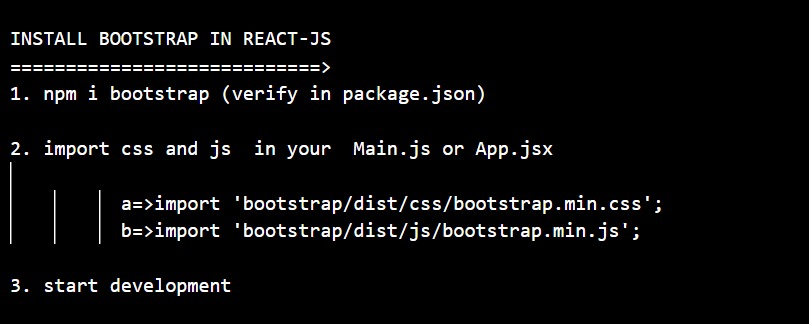 INSTALL BOOTSTRAP IN REACT-JS
============================>
1. npm i bootstrap (verify in package.json)
2. import css and js  in your  Main.js or App.jsx
a=>import 'bootstrap/dist/css/bootstrap.min.css';
b=>import 'bootstrap/dist/js/bootstrap.min.js';
3. start development